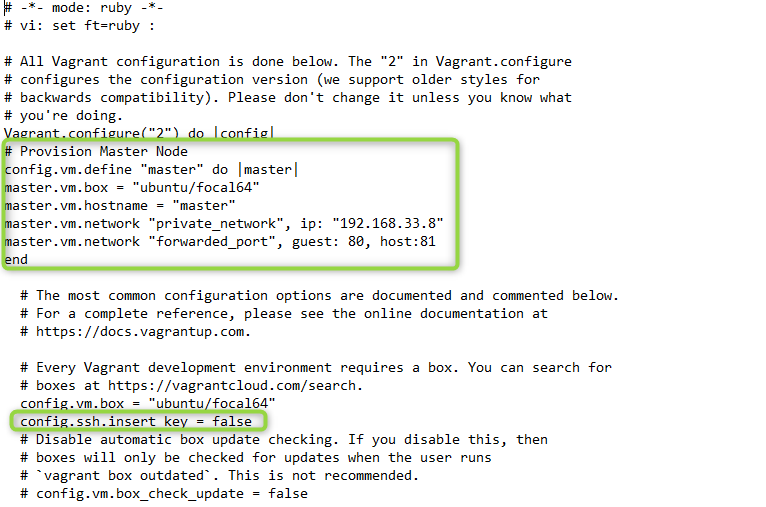 # -*- mode: ruby -*-
# vi: set ft=ruby :
# All Vagrant configuration is done below. The "2" in Vagrant.configure
# configures the configuration version (we support older styles for
# backwards compatibility). Please don't change it unless you know what
# you're doing.
Vagrant.configure("2") do |config|
# Provision Master Node
config.vm.define "master" do |master|
master.vm.box = "ubuntu/focal64"
master.vm.hostname = "master"
master.vm.network "private_network", ip: "192.168.33.8"
master.vm.network "forwarded_port", guest: 80, host:81
end
# The most common configuration options are documented and commented below.
# For a complete reference, please see the online documentation at
# https://docs.vagrantup.com.
# Every Vagrant development environment requires a box. You can search for
# boxes at https://vagrantcloud.com/search.
config.vm.box = "ubuntu/focal64"
config.ssh.insert_key = false
# Disable automatic box update checking. If you disable this, then
# boxes will only be checked for updates when the user runs
# `vagrant box outdated`. This is not recommended.
# config.vm.box_check_update = false